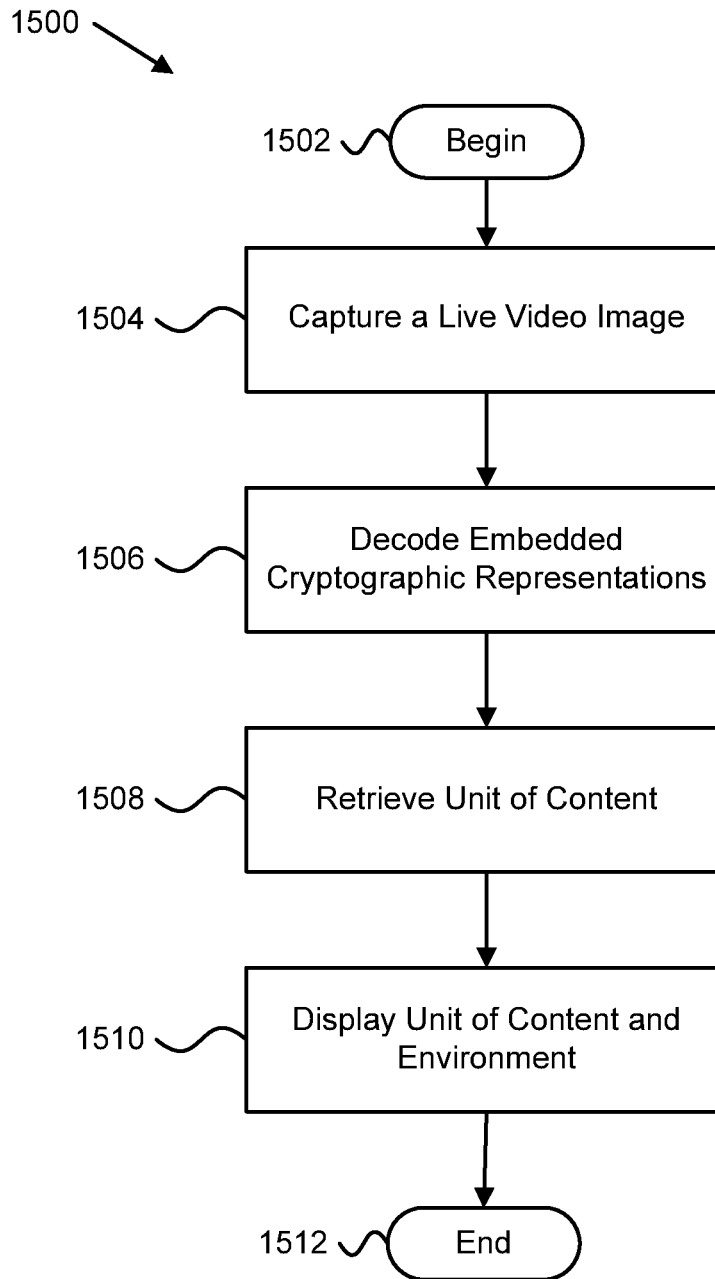 1500
1502
Begin
1504
Capture a Live Video Image
1506
Decode Embedded
Cryptographic Representations
1508
Retrieve Unit of Content
1510
Display Unit of Content and
Environment
1512
End